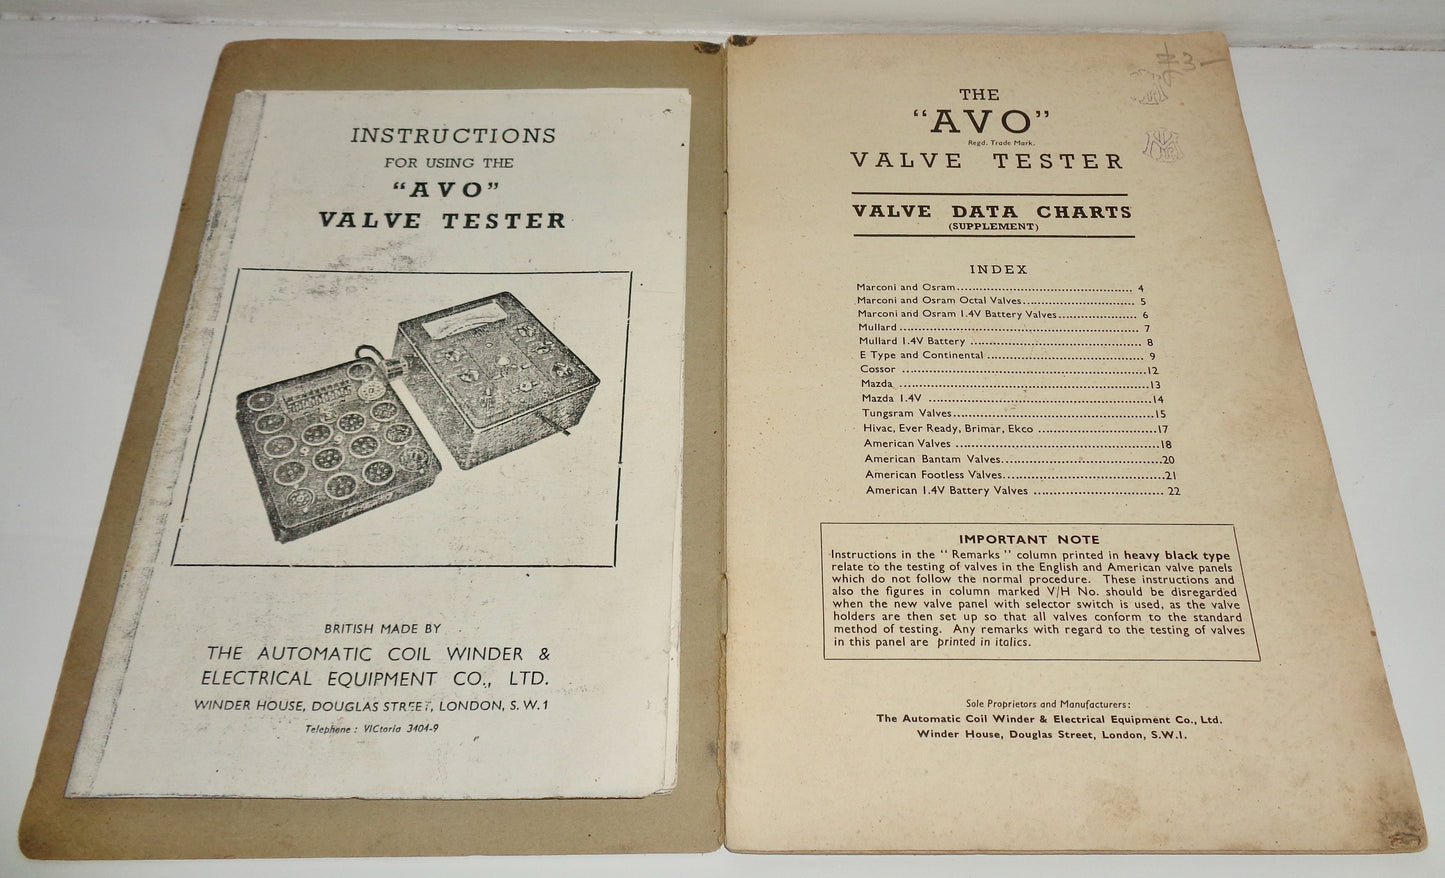 INSTRUCTIONS
FOR USING THE
“AVO”
VALVE TESTER
BRITISH MADE BY
THE AUTOMATIC COIL WINDER &
ELECTRICAL EQUIPMENT CO., LTD.
WINDER HOUSE, DOUGLAS STREET, LONDON, S. W. 1
Telephone : VICtoria 3404-9
THE
“AVO”
Regd. Trade Mark.
VALVE TESTER
VALVE DATA CHARTS
(SUPPLEMENT)
INDEX
Marconi and Osram.......................................... 4
Marconi and Osram Octal Valves........................... 5
Marconi and Osram 1.4V Battery Valves................... 6
Mullard......................................................... 7
Mullard 1.4V Battery ........................................ 8
E Type and Continental ..................................... 9
Cossor ..........................................................12
Mazda ..........................................................13
Mazda 1.4V ....................................................14
Tungsram Valves...............................................15
Hivac, Ever Ready, Brimar, Ekco ............................17
American Valves ................................................18
American Bantam Valves......................................20
American Footless Valves......................................21
American 1.4V Battery Valves ............................... 22
IMPORTANT NOTE
Instructions in the “ Remarks ” column printed in heavy black type
relate to the testing of valves in the English and American valve panels
which do not follow the normal procedure. These instructions and
also the figures in column marked V/H No. should be disregarded
when the new valve panel with selector switch is used, as the valve
holders are then set up so that all valves conform to the standard
method of testing. Any remarks with regard to the testing of valves
in this panel are printed in italics.
Sole Proprietors and Manufacturers:
The Automatic Coil Winder & Electrical Equipment Co., Ltd.
Winder House, Douglas Street, London, S.W.1.